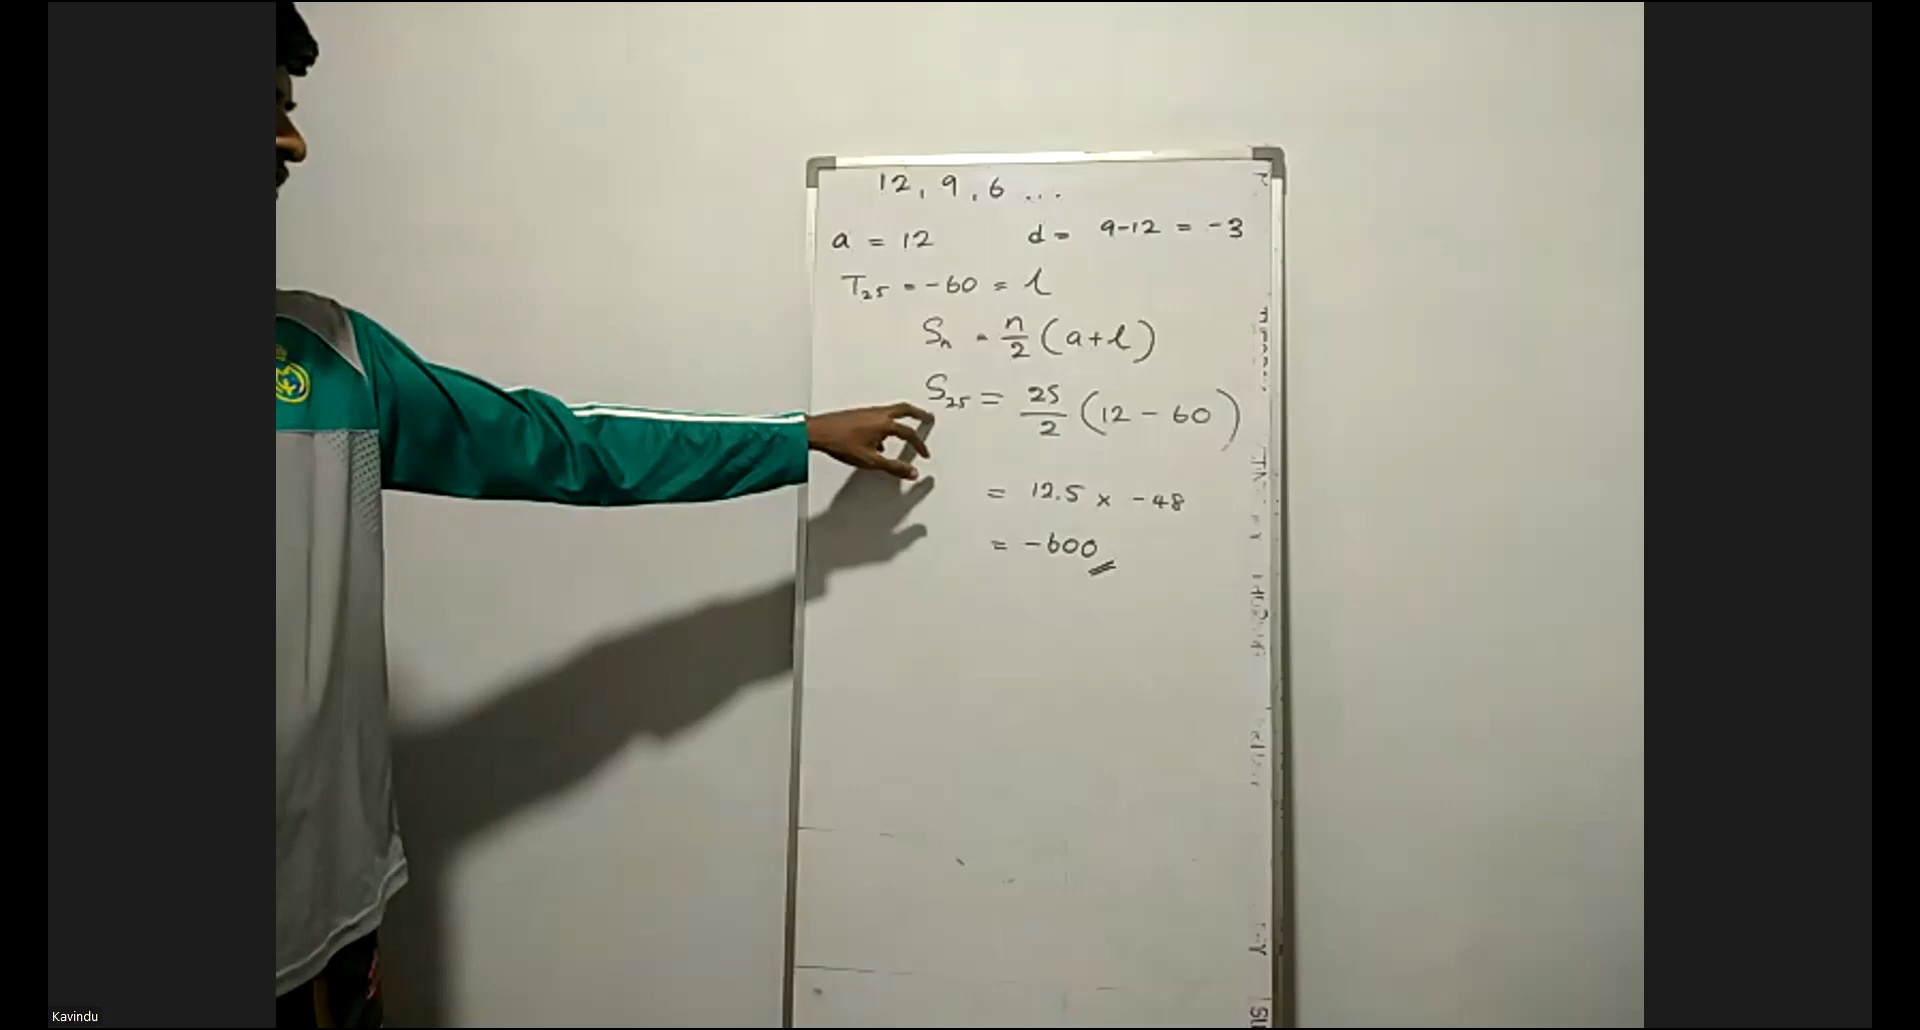 12, 9, 6 ...
a = 12 d = 9-12 = -3
T₂₅ = -60 = l
Sₙ = n/2 (a+l)
S₂₅ = 25/2 (12 - 60)
= 12.5 × -48
= -600
Kavindu